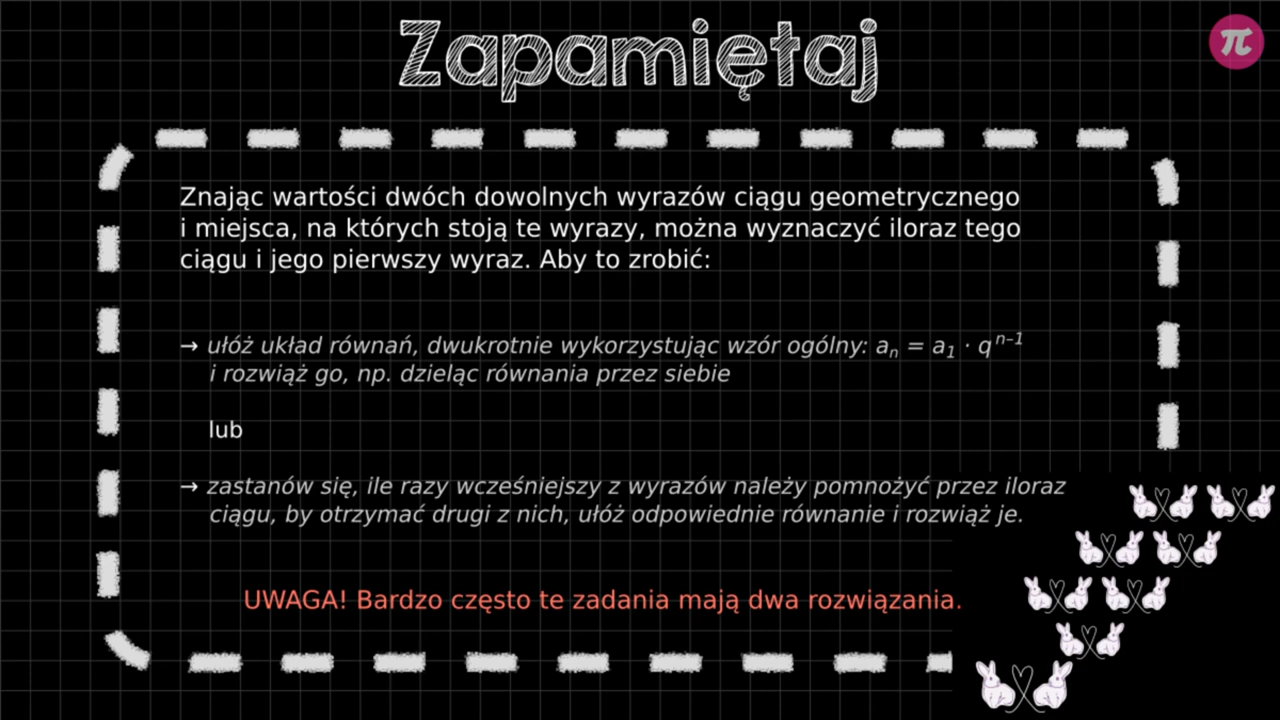 Zapamiętaj
π
Znając wartości dwóch dowolnych wyrazów ciągu geometrycznego
i miejsca, na których stoją te wyrazy, można wyznaczyć iloraz tego
ciągu i jego pierwszy wyraz. Aby to zrobić:
→ ułóż układ równań, dwukrotnie wykorzystując wzór ogólny: aₙ = a₁ · qⁿ⁻¹
i rozwiąż go, np. dzieląc równania przez siebie
lub
→ zastanów się, ile razy wcześniejszy z wyrazów należy pomnożyć przez iloraz
ciągu, by otrzymać drugi z nich, ułóż odpowiednie równanie i rozwiąż je.
UWAGA! Bardzo często te zadania mają dwa rozwiązania.